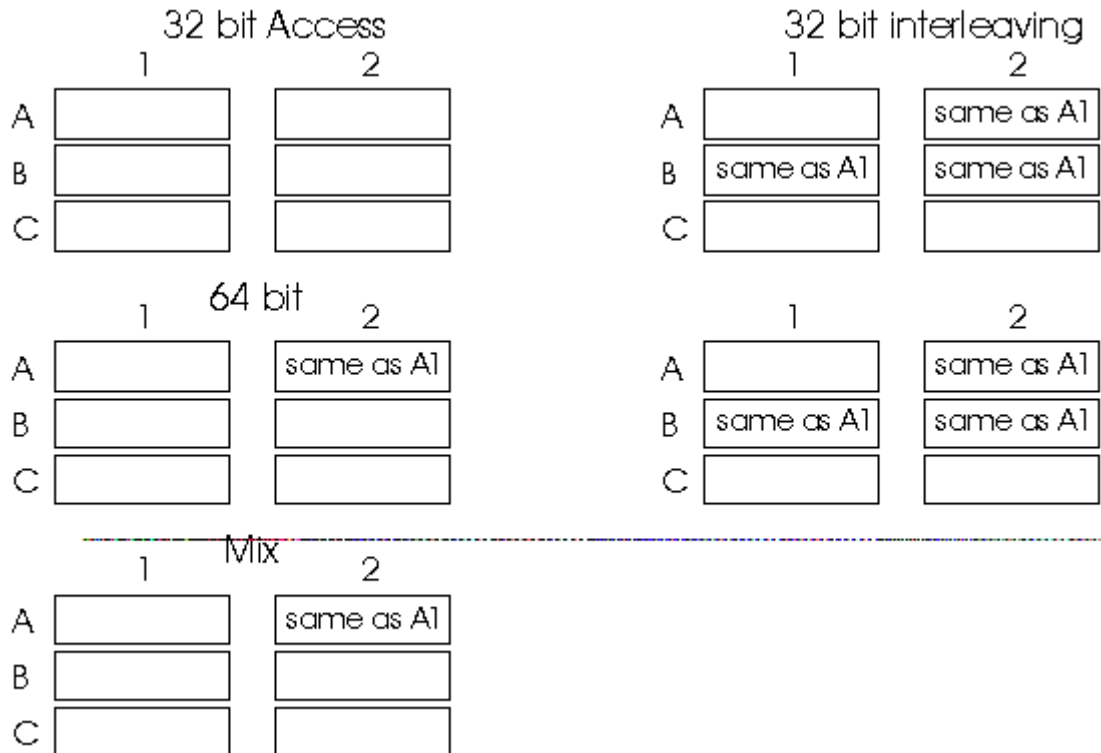 32 bit Access
1 2
A
B
C
32 bit interleaving
1 2
A same as A1
B same as A1 same as A1
C
64 bit
1 2
A same as A1
B
C
1 2
A same as A1
B same as A1 same as A1
C
Mix
1 2
A same as A1
B
C